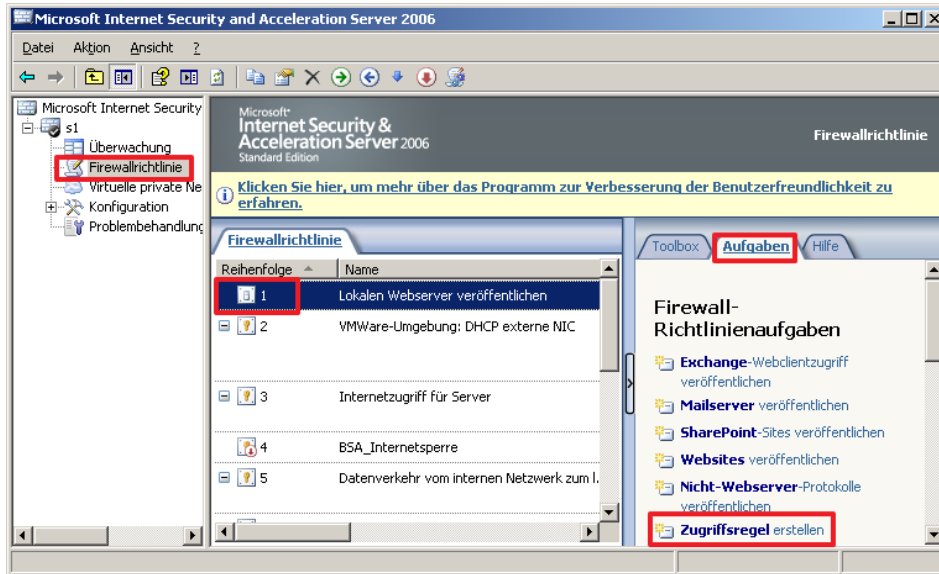 Microsoft Internet Security and Acceleration Server 2006
Datei Aktion Ansicht ?
Microsoft Internet Security
s1
Überwachung
Firewallrichtlinie
Virtuelle private Ne
Konfiguration
Problembehandlung
Microsoft
Internet Security &
Acceleration Server 2006
Standard Edition
Firewallrichtlinie
Klicken Sie hier, um mehr über das Programm zur Verbesserung der Benutzerfreundlichkeit zu
erfahren.
Firewallrichtlinie
Reihenfolge Name
1 Lokalen Webserver veröffentlichen
2 VMWare-Umgebung: DHCP externe NIC
3 Internetzugriff für Server
4 BSA_Internetsperre
5 Datenverkehr vom internen Netzwerk zum l.
Toolbox Aufgaben Hilfe
Firewall-
Richtlinienaufgaben
Exchange-Webclientzugriff
veröffentlichen
Mailserver veröffentlichen
SharePoint-Sites veröffentlichen
Websites veröffentlichen
Nicht-Webserver-Protokolle
veröffentlichen
Zugriffsregel erstellen